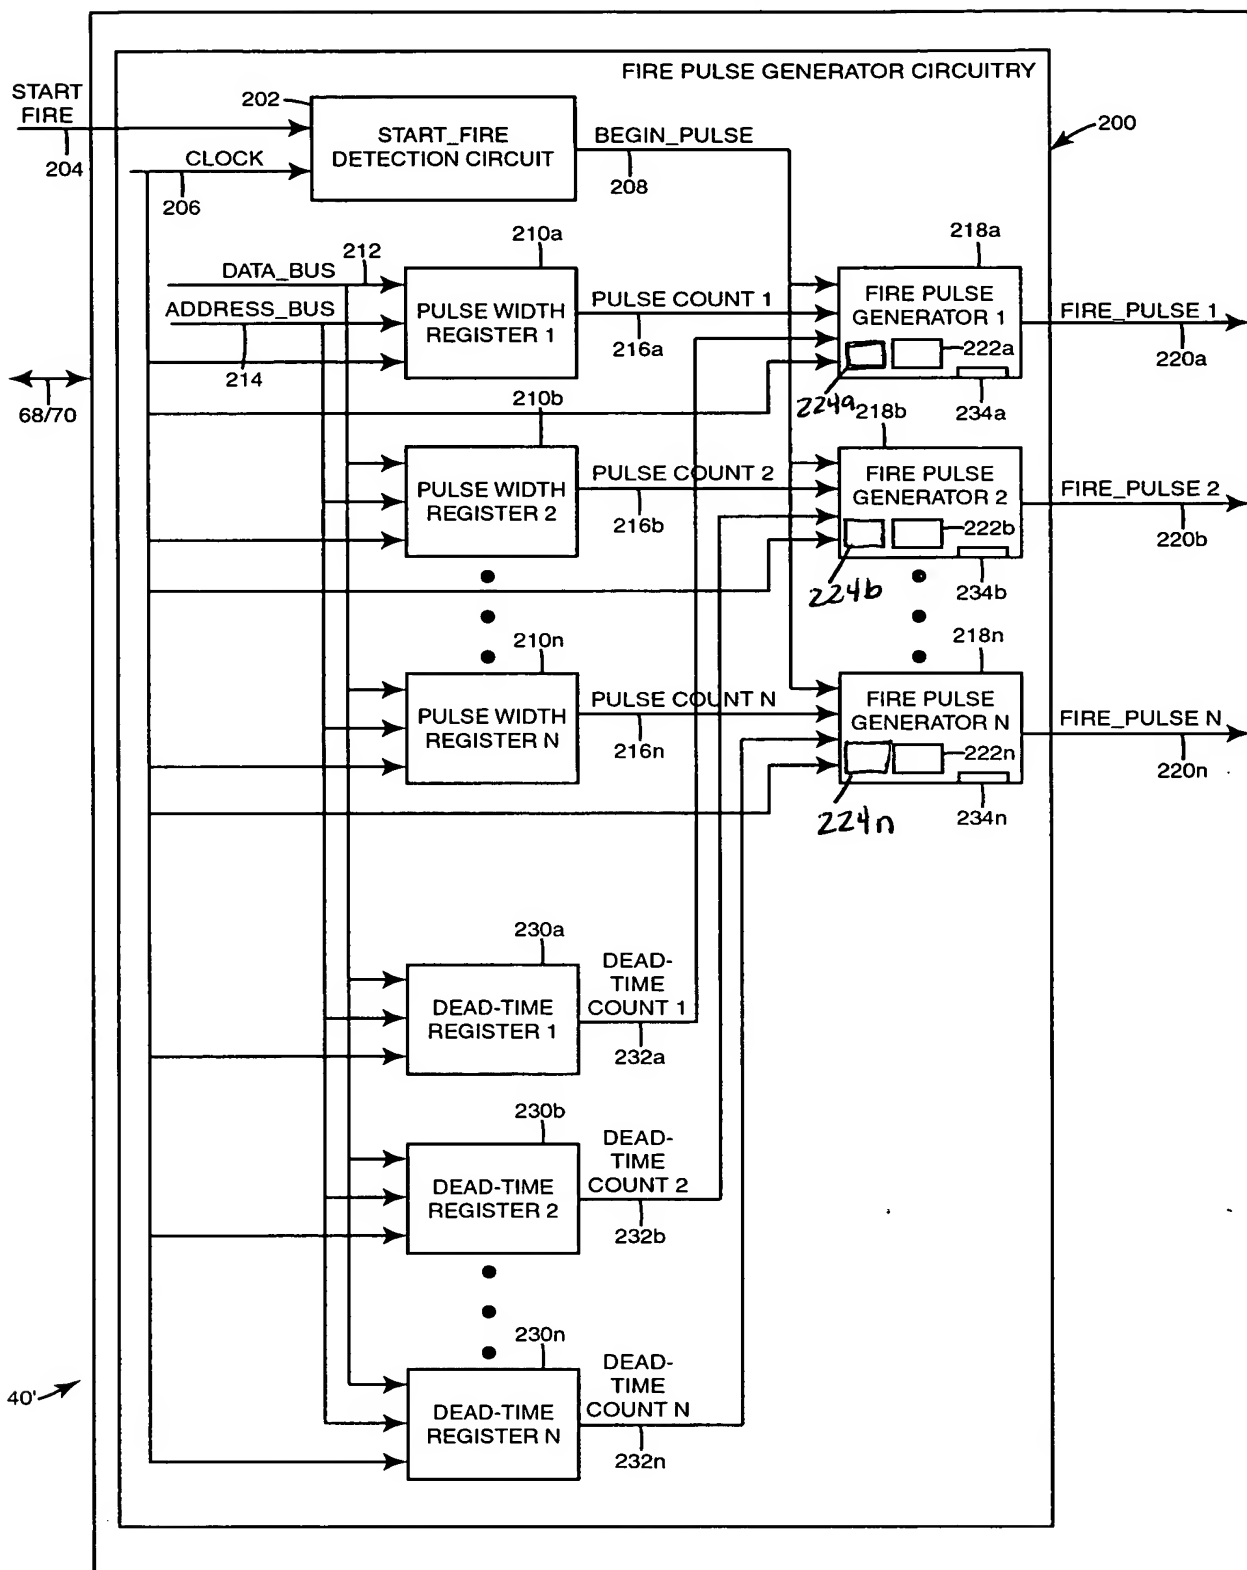 FIRE PULSE GENERATOR CIRCUITRY
START
FIRE
204
202
START_FIRE
DETECTION CIRCUIT
CLOCK
206
BEGIN_PULSE
208
200
DATA_BUS
212
ADDRESS_BUS
214
68/70
210a
PULSE WIDTH
REGISTER 1
PULSE COUNT 1
216a
218a
FIRE PULSE
GENERATOR 1
222a
224a
234a
FIRE_PULSE 1
220a
210b
PULSE WIDTH
REGISTER 2
PULSE COUNT 2
216b
218b
FIRE PULSE
GENERATOR 2
222b
224b
234b
FIRE_PULSE 2
220b
210n
PULSE WIDTH
REGISTER N
PULSE COUNT N
216n
218n
FIRE PULSE
GENERATOR N
222n
224n
234n
FIRE_PULSE N
220n
230a
DEAD-TIME
REGISTER 1
DEAD-
TIME
COUNT 1
232a
230b
DEAD-TIME
REGISTER 2
DEAD-
TIME
COUNT 2
232b
230n
DEAD-TIME
REGISTER N
DEAD-
TIME
COUNT N
232n
40'